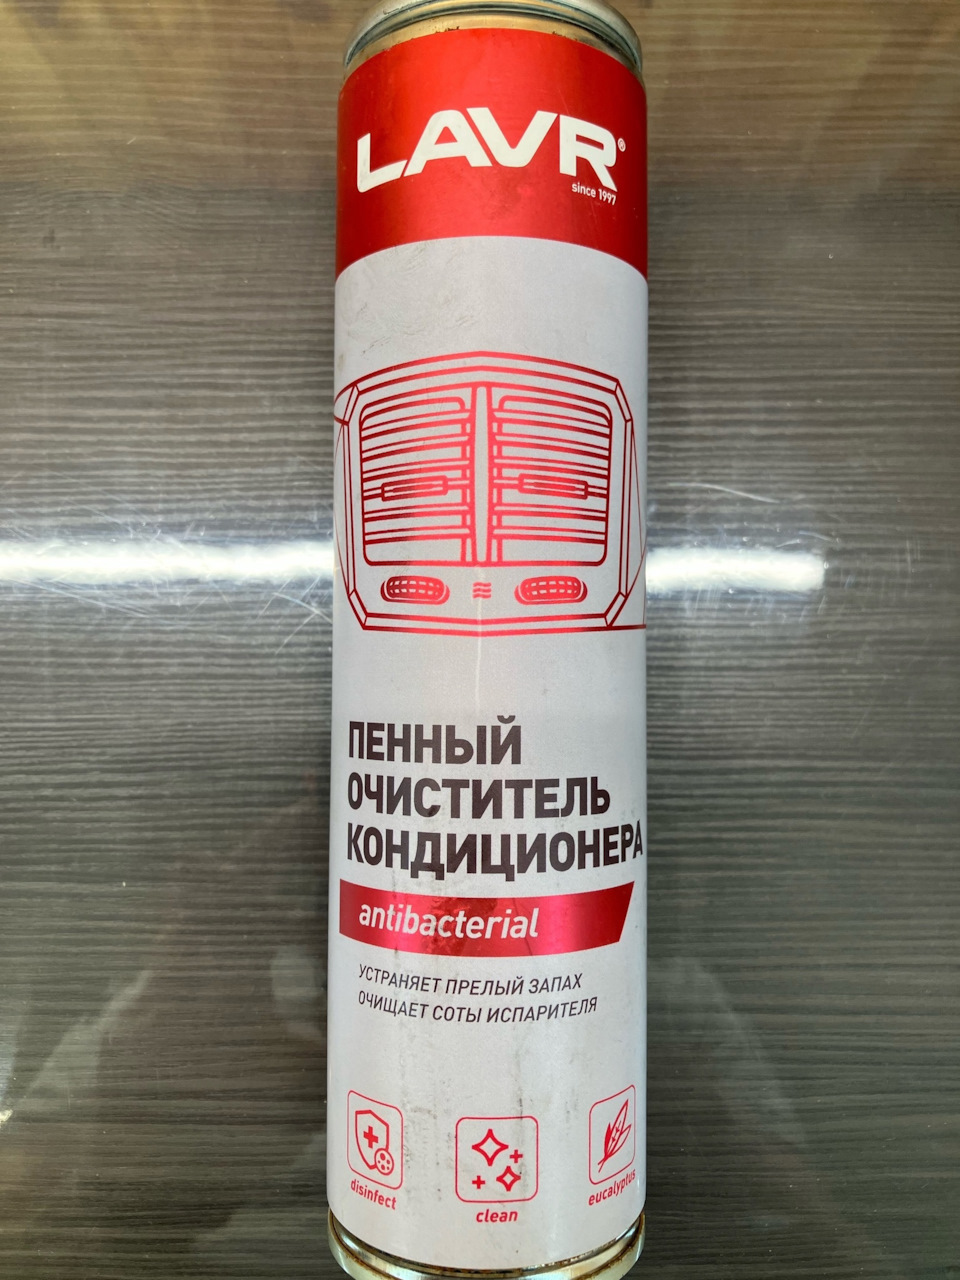 LAVR®
since 1997
ПЕННЫЙ
ОЧИСТИТЕЛЬ
КОНДИЦИОНЕРА
antibacterial
УСТРАНЯЕТ ПРЕЛЫЙ ЗАПАХ
ОЧИЩАЕТ СОТЫ ИСПАРИТЕЛЯ
disinfect
clean
eucalyptus